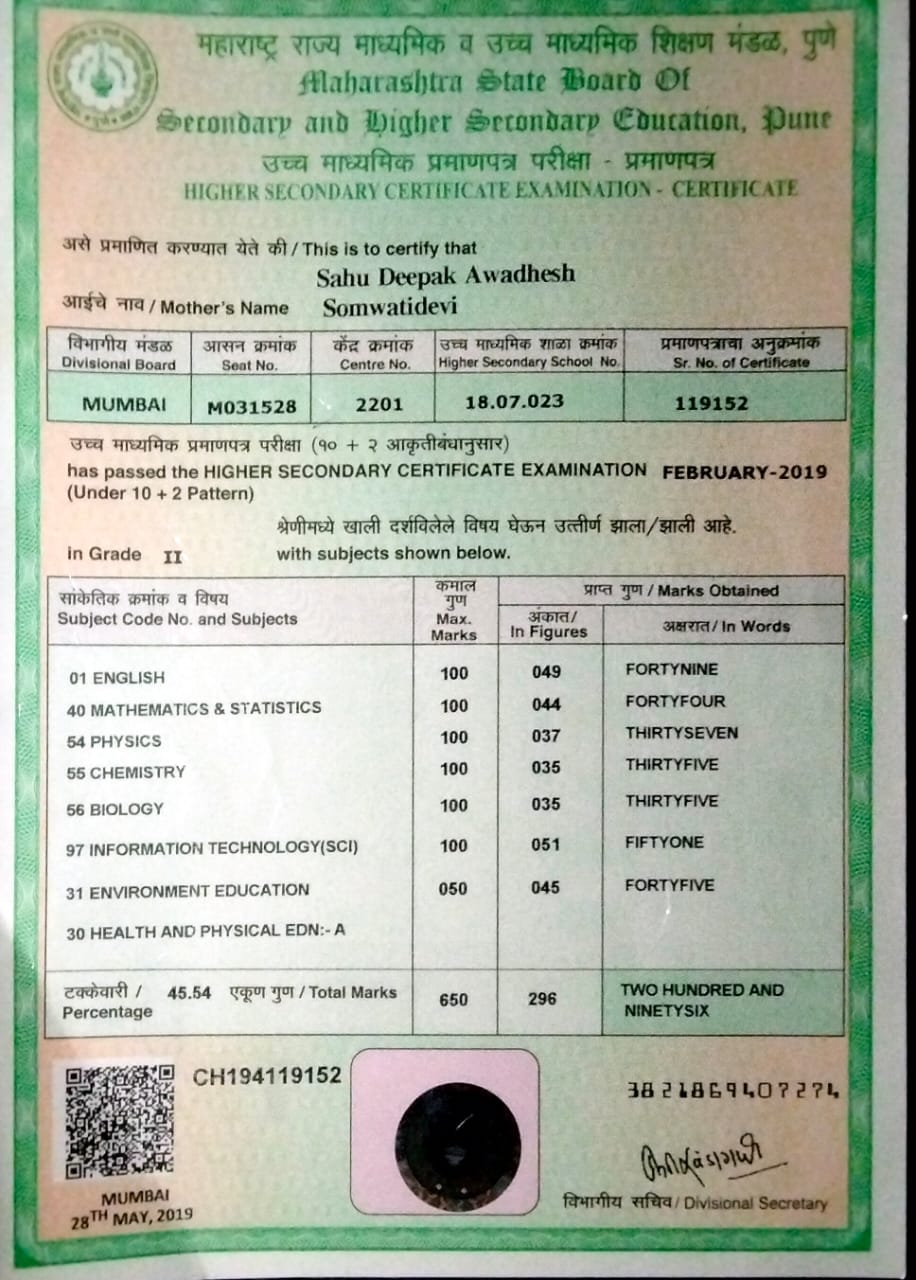 महाराष्ट्र राज्य माध्यमिक व उच्च माध्यमिक शिक्षण मंडळ, पुणे
Maharashtra State Board Of
Secondary and Higher Secondary Education, Pune
उच्च माध्यमिक प्रमाणपत्र परीक्षा - प्रमाणपत्र
HIGHER SECONDARY CERTIFICATE EXAMINATION - CERTIFICATE
असे प्रमाणित करण्यात येते की / This is to certify that
Sahu Deepak Awadhesh
आईचे नाव / Mother's Name Somwatidevi
विभागीय मंडळ आसन क्रमांक केंद्र क्रमांक उच्च माध्यमिक शाळा क्रमांक प्रमाणपत्राचा अनुक्रमांक
Divisional Board Seat No. Centre No. Higher Secondary School No. Sr. No. of Certificate
MUMBAI M031528 2201 18.07.023 119152
उच्च माध्यमिक प्रमाणपत्र परीक्षा (१० + २ आकृतीबंधानुसार)
has passed the HIGHER SECONDARY CERTIFICATE EXAMINATION FEBRUARY-2019
(Under 10 + 2 Pattern)
श्रेणीमध्ये खाली दर्शविलेले विषय घेऊन उत्तीर्ण झाला/झाली आहे.
in Grade II with subjects shown below.
सांकेतिक क्रमांक व विषय कमाल गुण प्राप्त गुण / Marks Obtained
Subject Code No. and Subjects Max. Marks अंकात/ In Figures अक्षरात/ In Words
01 ENGLISH 100 049 FORTYNINE
40 MATHEMATICS & STATISTICS 100 044 FORTYFOUR
54 PHYSICS 100 037 THIRTYSEVEN
55 CHEMISTRY 100 035 THIRTYFIVE
56 BIOLOGY 100 035 THIRTYFIVE
97 INFORMATION TECHNOLOGY(SCI) 100 051 FIFTYONE
31 ENVIRONMENT EDUCATION 050 045 FORTYFIVE
30 HEALTH AND PHYSICAL EDN:- A
टक्केवारी / Percentage 45.54 एकूण गुण / Total Marks 650 296 TWO HUNDRED AND NINETYSIX
CH194119152
3821869407274
MUMBAI
28TH MAY, 2019
विभागीय सचिव / Divisional Secretary